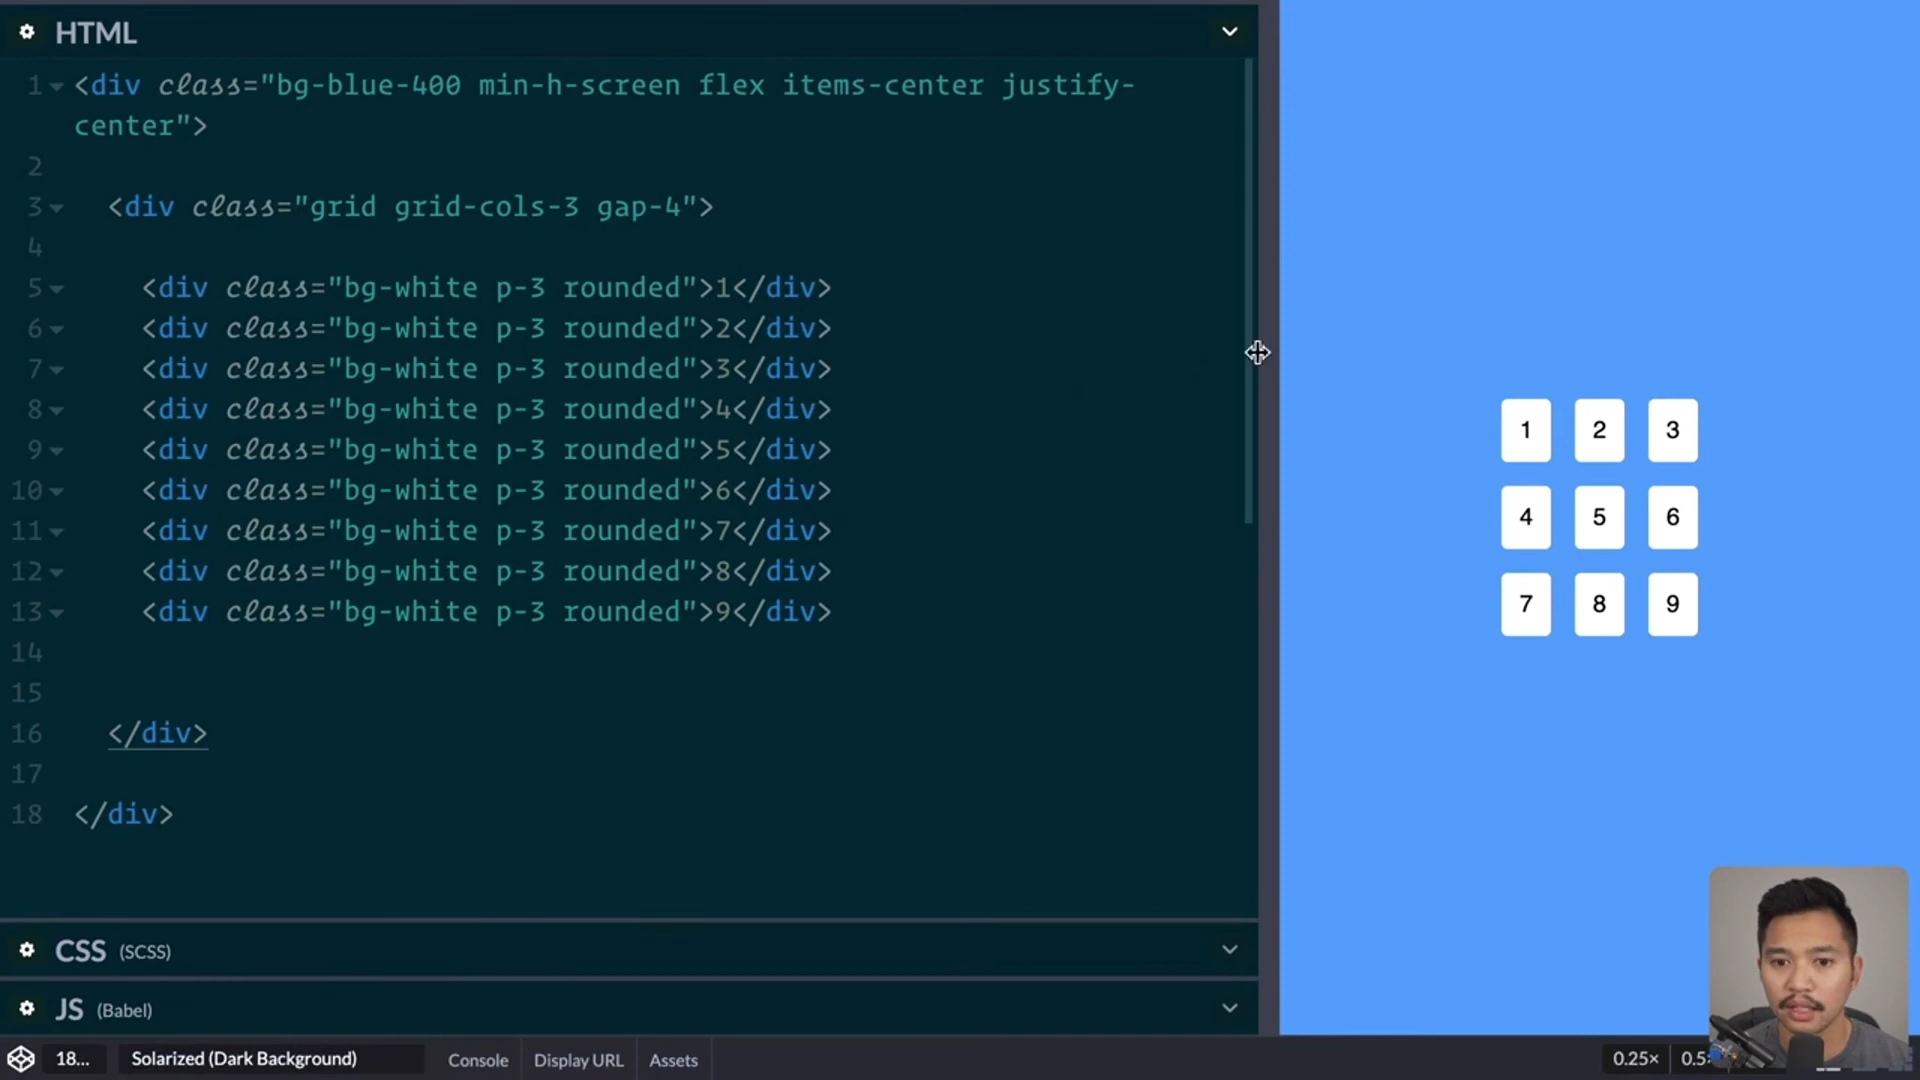 HTML
1 <div class="bg-blue-400 min-h-screen flex items-center justify-
center">
2
3 <div class="grid grid-cols-3 gap-4">
4
5 <div class="bg-white p-3 rounded">1</div>
6 <div class="bg-white p-3 rounded">2</div>
7 <div class="bg-white p-3 rounded">3</div>
8 <div class="bg-white p-3 rounded">4</div>
9 <div class="bg-white p-3 rounded">5</div>
10 <div class="bg-white p-3 rounded">6</div>
11 <div class="bg-white p-3 rounded">7</div>
12 <div class="bg-white p-3 rounded">8</div>
13 <div class="bg-white p-3 rounded">9</div>
14
15
16 </div>
17
18 </div>
CSS (SCSS)
JS (Babel)
18... Solarized (Dark Background) Console Display URL Assets
1 2 3
4 5 6
7 8 9
0.25×